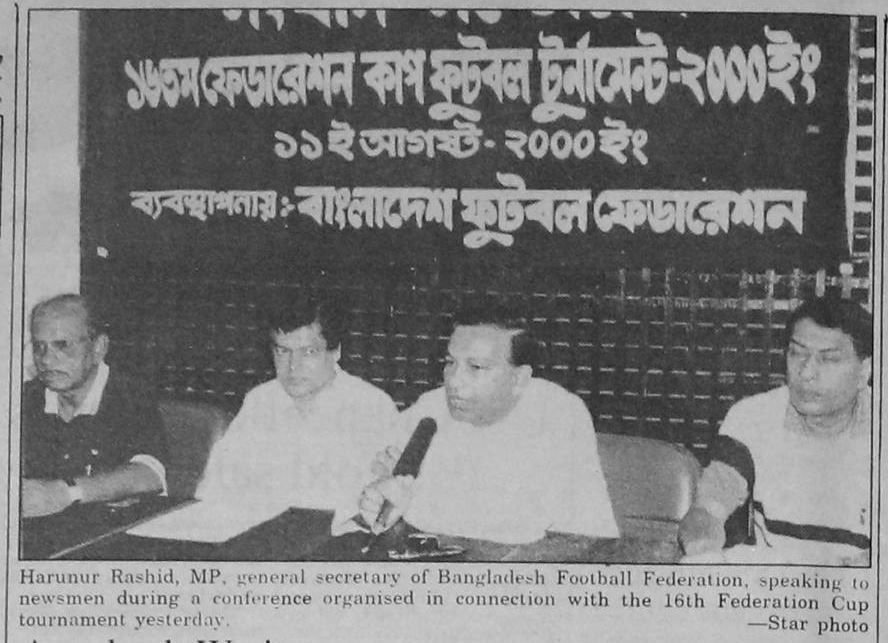 ১৬তম ফেডারেশন কাপ ফুটবল টুর্নামেন্ট-২০০০ইং
১১ই আগষ্ট - ২০০০ ইং
ব্যবস্থাপনায়ঃ- বাংলাদেশ ফুটবল ফেডারেশন
Harunur Rashid, MP, general secretary of Bangladesh Football Federation, speaking to
newsmen during a conference organised in connection with the 16th Federation Cup
tournament yesterday. —Star photo